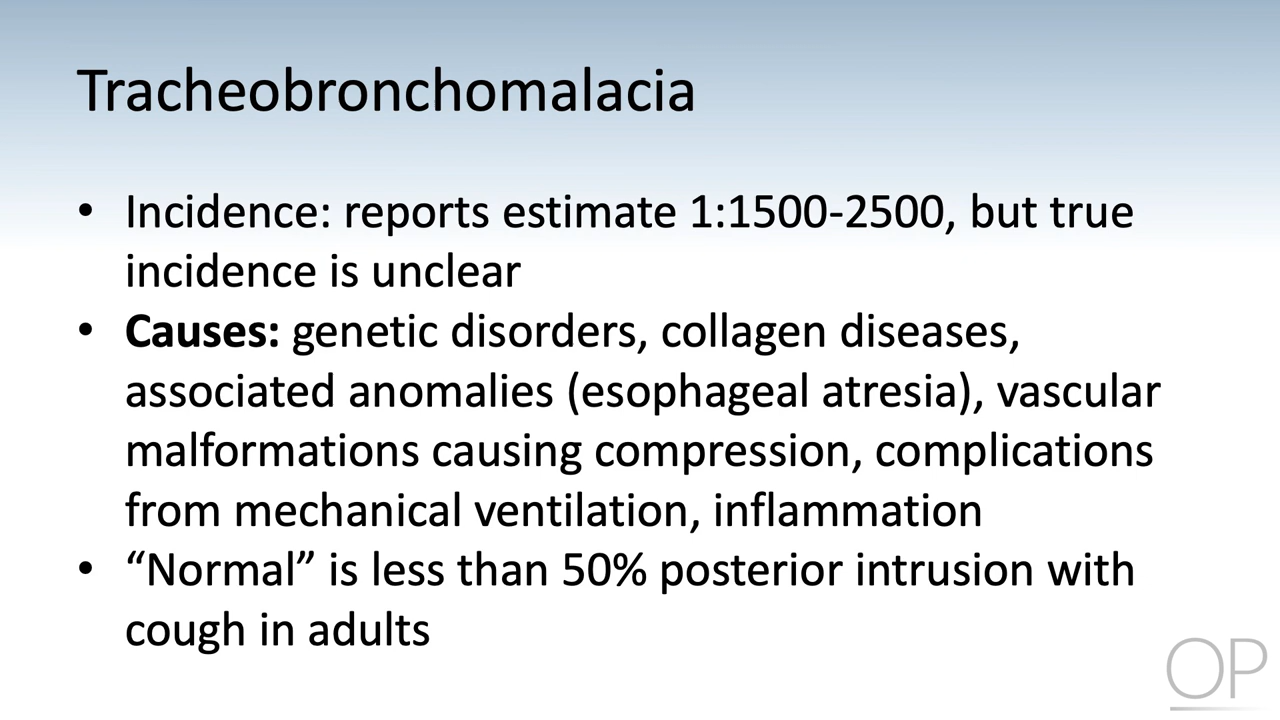 Tracheobronchomalacia
• Incidence: reports estimate 1:1500-2500, but true
incidence is unclear
• Causes: genetic disorders, collagen diseases,
associated anomalies (esophageal atresia), vascular
malformations causing compression, complications
from mechanical ventilation, inflammation
• “Normal” is less than 50% posterior intrusion with
cough in adults
OP